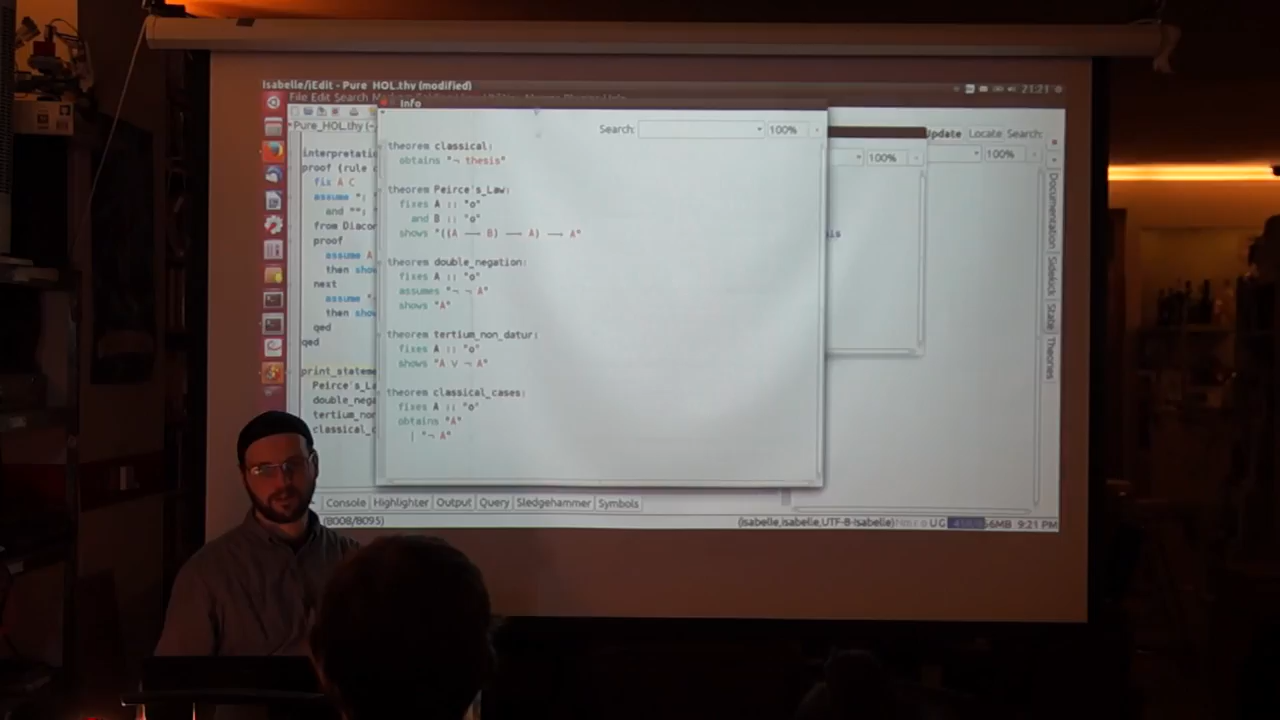 Isabelle/jEdit - Pure_HOL.thy (modified)
21:21
File Edit Search
Info
Pure_HOL.thy
Search:
100%
100%
Update Locate Search:
100%
theorem classical:
obtains "¬ thesis"
theorem Peirce's_Law:
fixes A :: "o"
and B :: "o"
shows "((A ⟶ B) ⟶ A) ⟶ A"
theorem double_negation:
fixes A :: "o"
assumes "¬ ¬ A"
shows "A"
theorem tertium_non_datur:
fixes A :: "o"
shows "A ∨ ¬ A"
theorem classical_cases:
fixes A :: "o"
obtains "A"
| "¬ A"
interpretatio
proof (rule
fix A C
assume
and
from Diacon
proof
assume A
then show
next
assume
then show
qed
qed
print_stateme
Peirce's_La
double_nega
tertium_non
classical_c
Documentation
Sidekick
State
Theories
Console Highlighter Output Query Sledgehammer Symbols
(8008/8095)
(isabelle,isabelle,UTF-8-Isabelle)
UG
9:21 PM